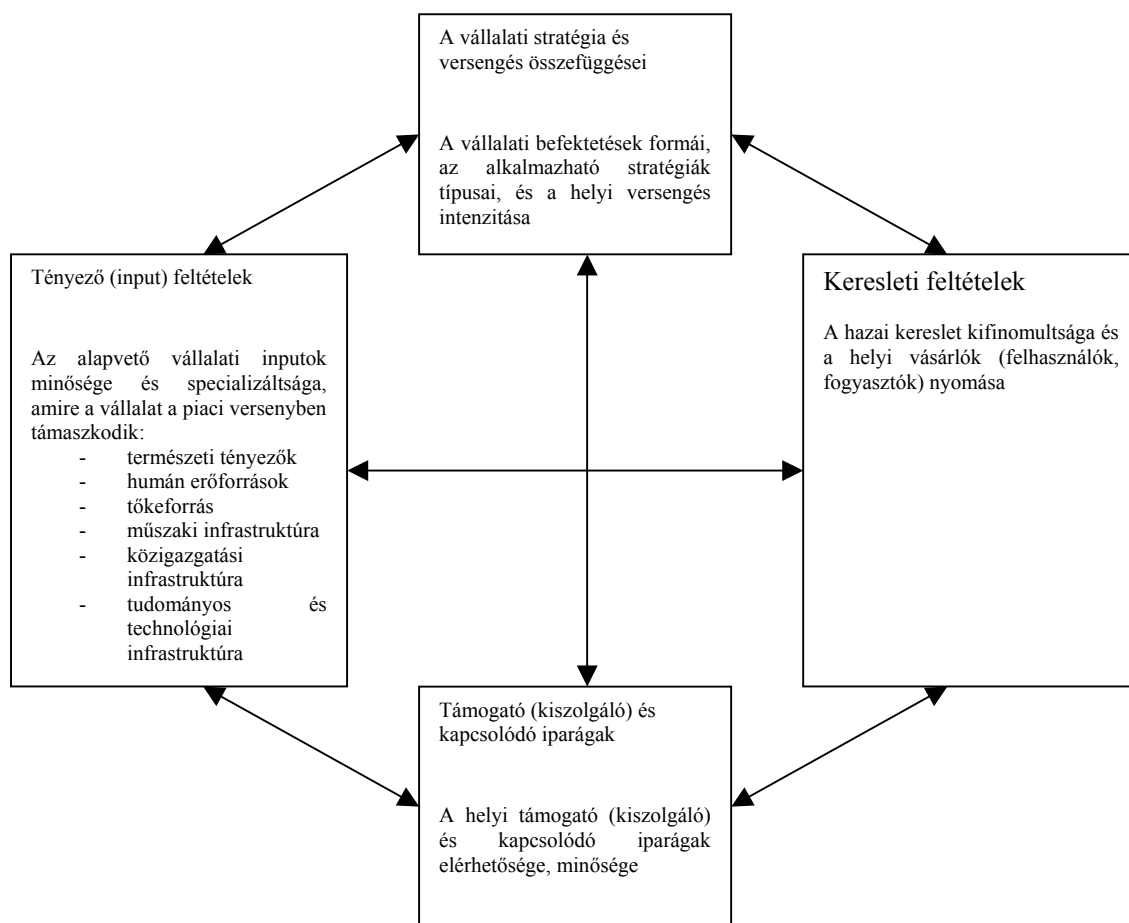 A vállalati stratégia és
versengés összefüggései
A vállalati befektetések formái,
az alkalmazható stratégiák
típusai, és a helyi versengés
intenzitása
Tényező (input) feltételek
Az alapvető vállalati inputok
minősége és specializáltsága,
amire a vállalat a piaci versenyben
támaszkodik:
- természeti tényezők
- humán erőforrások
- tőkeforrás
- műszaki infrastruktúra
- közigazgatási
infrastruktúra
- tudományos és
technológiai
infrastruktúra
Keresleti feltételek
A hazai kereslet kifinomultsága és
a helyi vásárlók (felhasználók,
fogyasztók) nyomása
Támogató (kiszolgáló) és
kapcsolódó iparágak
A helyi támogató (kiszolgáló)
és kapcsolódó iparágak
elérhetősége, minősége